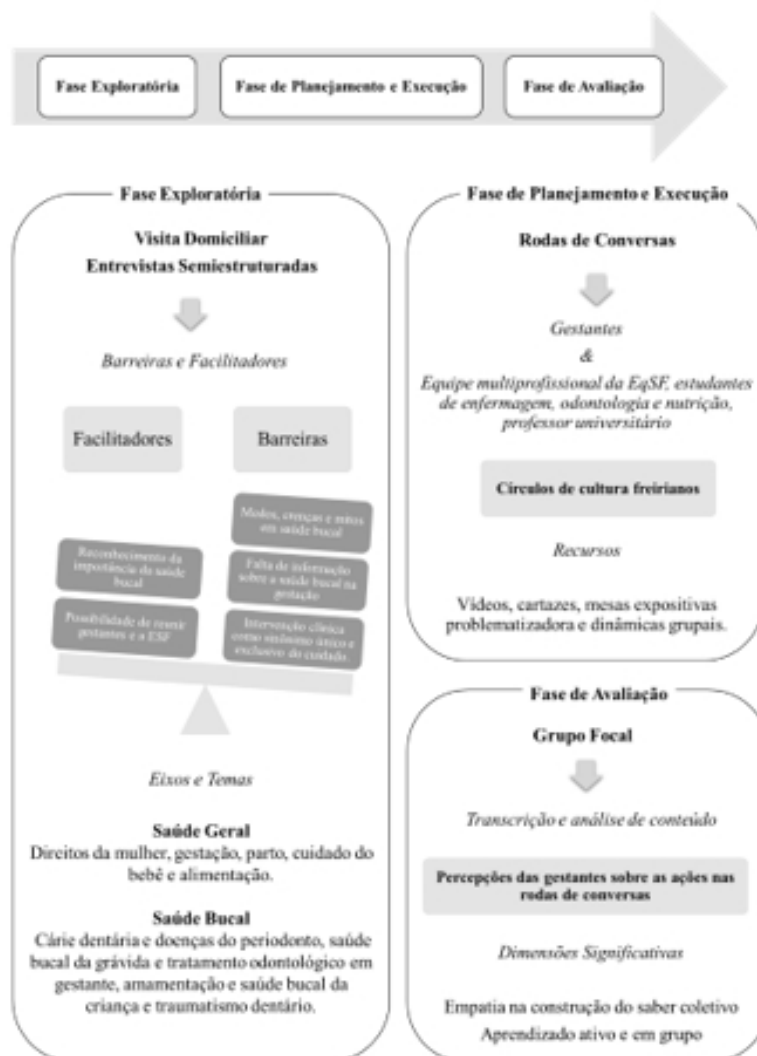 Fase Exploratória
Fase de Planejamento e Execução
Fase de Avaliação
Fase Exploratória
Visita Domiciliar
Entrevistas Semiestruturadas
Barreiras e Facilitadores
Facilitadores
Barreiras
Reconhecimento da
importância da saúde
bucal
Possibilidade de reunir
gestantes e a ESF
Modos, crenças e mitos
em saúde bucal
Falta de informação
sobre a saúde bucal na
gestação
Intervenção clínica
como sinônimo único e
exclusivo do cuidado.
Eixos e Temas
Saúde Geral
Direitos da mulher, gestação, parto, cuidado do
bebê e alimentação.
Saúde Bucal
Cárie dentária e doenças do periodonto, saúde
bucal da grávida e tratamento odontológico em
gestante, amamentação e saúde bucal da
criança e traumatismo dentário.
Fase de Planejamento e Execução
Rodas de Conversas
Gestantes
&
Equipe multiprofissional da EqSF, estudantes
de enfermagem, odontologia e nutrição,
professor universitário
Círculos de cultura freirianos
Recursos
Vídeos, cartazes, mesas expositivas
problematizadora e dinâmicas grupais.
Fase de Avaliação
Grupo Focal
Transcrição e análise de conteúdo
Percepções das gestantes sobre as ações nas
rodas de conversas
Dimensões Significativas
Empatia na construção do saber coletivo
Aprendizado ativo e em grupo